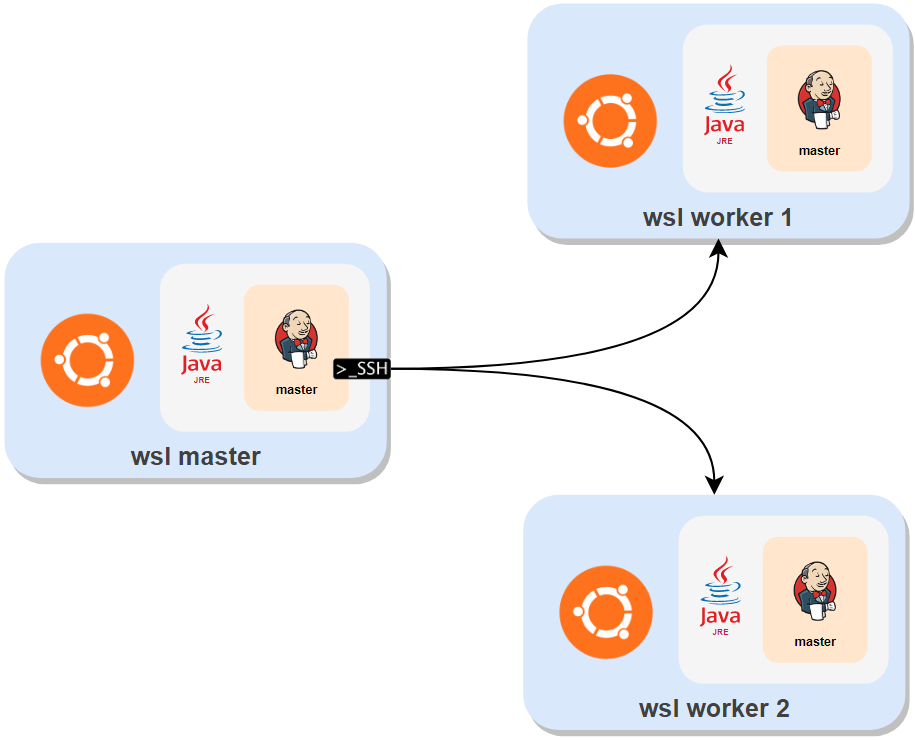 Java
JRE
master
wsl worker 1
Java
JRE
master
>_SSH
wsl master
Java
JRE
master
wsl worker 2